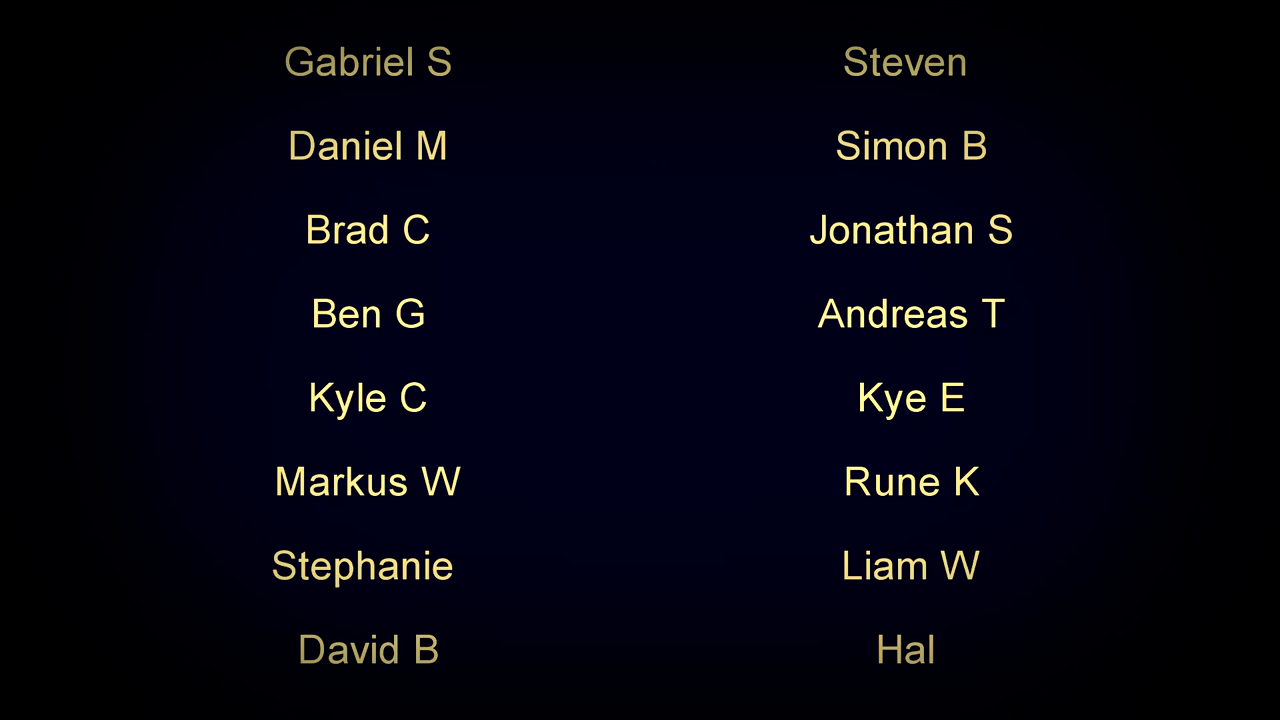 Gabriel S
Steven
Daniel M
Simon B
Brad C
Jonathan S
Ben G
Andreas T
Kyle C
Kye E
Markus W
Rune K
Stephanie
Liam W
David B
Hal